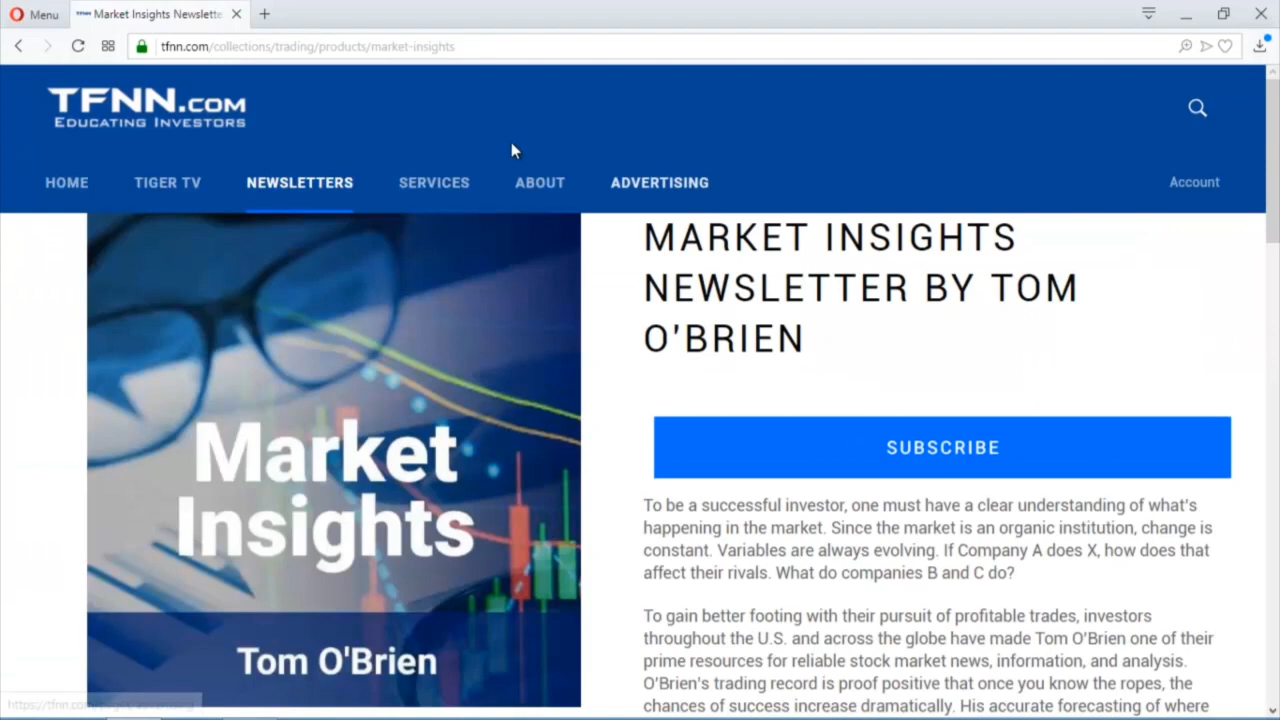 Menu
TFNN Market Insights Newslette
tfnn.com/collections/trading/products/market-insights
TFNN.COM
EDUCATING INVESTORS
HOME TIGER TV NEWSLETTERS SERVICES ABOUT ADVERTISING Account
MARKET INSIGHTS
NEWSLETTER BY TOM
O'BRIEN
Market
Insights
Tom O'Brien
SUBSCRIBE
To be a successful investor, one must have a clear understanding of what's
happening in the market. Since the market is an organic institution, change is
constant. Variables are always evolving. If Company A does X, how does that
affect their rivals. What do companies B and C do?
To gain better footing with their pursuit of profitable trades, investors
throughout the U.S. and across the globe have made Tom O'Brien one of their
prime resources for reliable stock market news, information, and analysis.
O'Brien's trading record is proof positive that once you know the ropes, the
chances of success increase dramatically. His accurate forecasting of where